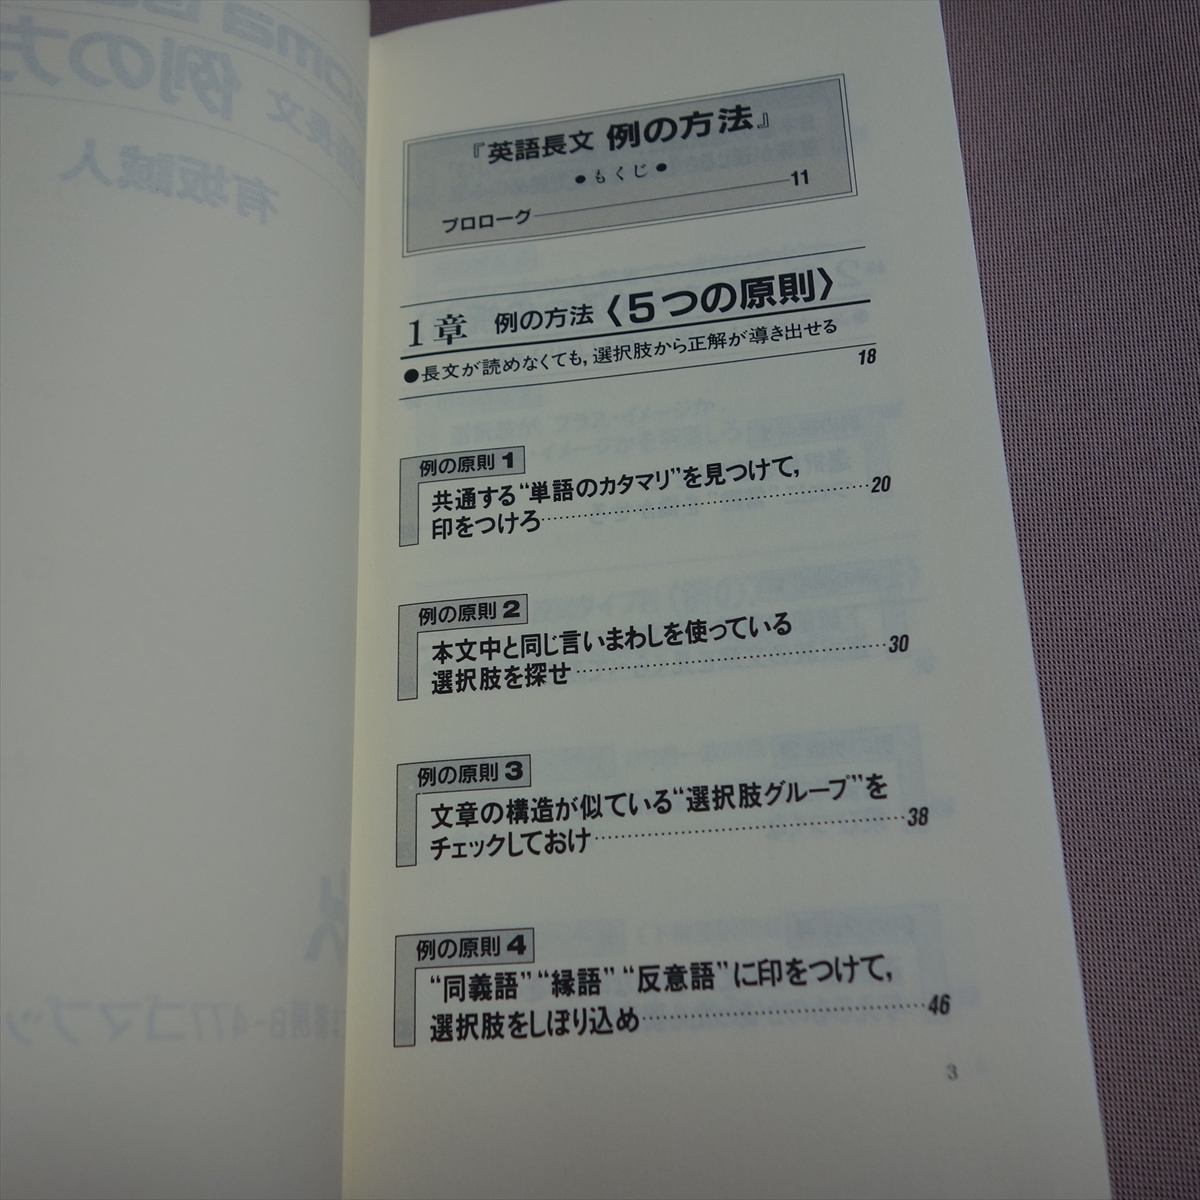 『英語長文 例の方法』
●もくじ●
プロローグ 11
1章 例の方法〈5つの原則〉
●長文が読めなくても,選択肢から正解が導き出せる 18
例の原則1
共通する“単語のカタマリ”を見つけて,
印をつけろ 20
例の原則2
本文中と同じ言いまわしを使っている
選択肢を探せ 30
例の原則3
文章の構造が似ている“選択肢グループ”を
チェックしておけ 38
例の原則4
“同義語”“縁語”“反意語”に印をつけて,
選択肢をしぼり込め 46
3